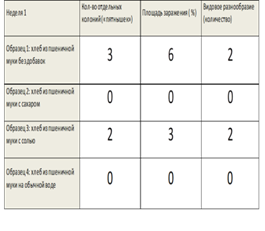 Неделя 1
Кол-во отдельных
колоний(«пятнышек»)
Площадь заражения ( %)
Видовое разнообразие
(количество)
Образец 1: хлеб из пшеничной
муки без добавок
3
6
2
Образец 2: хлеб из пшеничной
муки с сахаром
0
0
0
Образец 3: хлеб из пшеничной
муки с солью
2
3
2
Образец 4: хлеб из пшеничной
муки на обычной воде
0
0
0